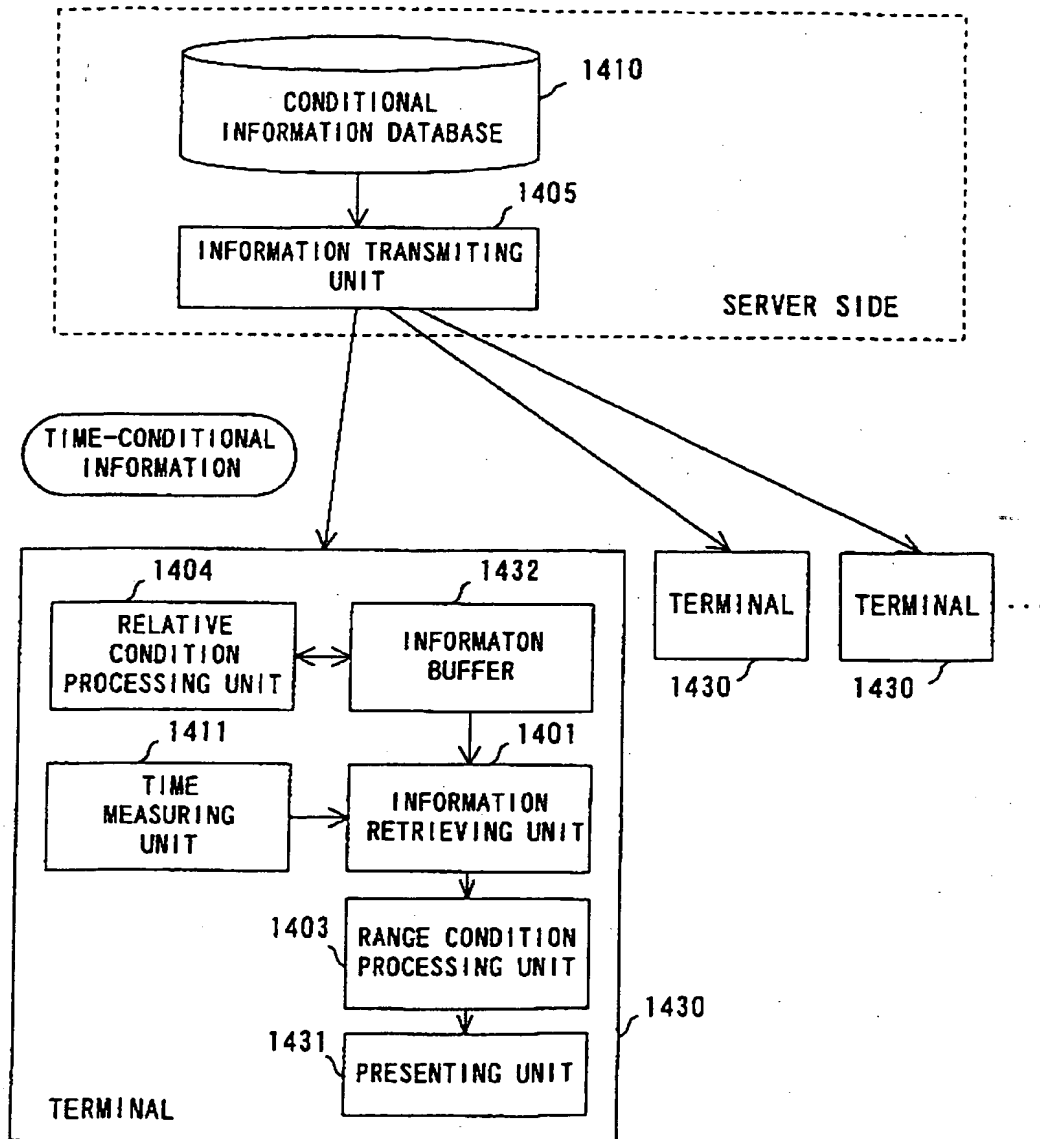 1410
CONDITIONAL
INFORMATION DATABASE
1405
INFORMATION TRANSMITING
UNIT
SERVER SIDE
TIME-CONDITIONAL
INFORMATION
1404
1432
RELATIVE
CONDITION
PROCESSING UNIT
INFORMATON
BUFFER
TERMINAL
TERMINAL
...
1430
1430
1411
1401
TIME
MEASURING
UNIT
INFORMATION
RETRIEVING UNIT
1403
RANGE CONDITION
PROCESSING UNIT
1430
1431
PRESENTING UNIT
TERMINAL